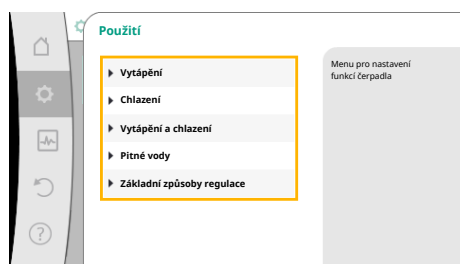 Použití
Vytápění
Chlazení
Vytápění a chlazení
Pitné vody
Základní způsoby regulace
Menu pro nastavení
funkcí čerpadla